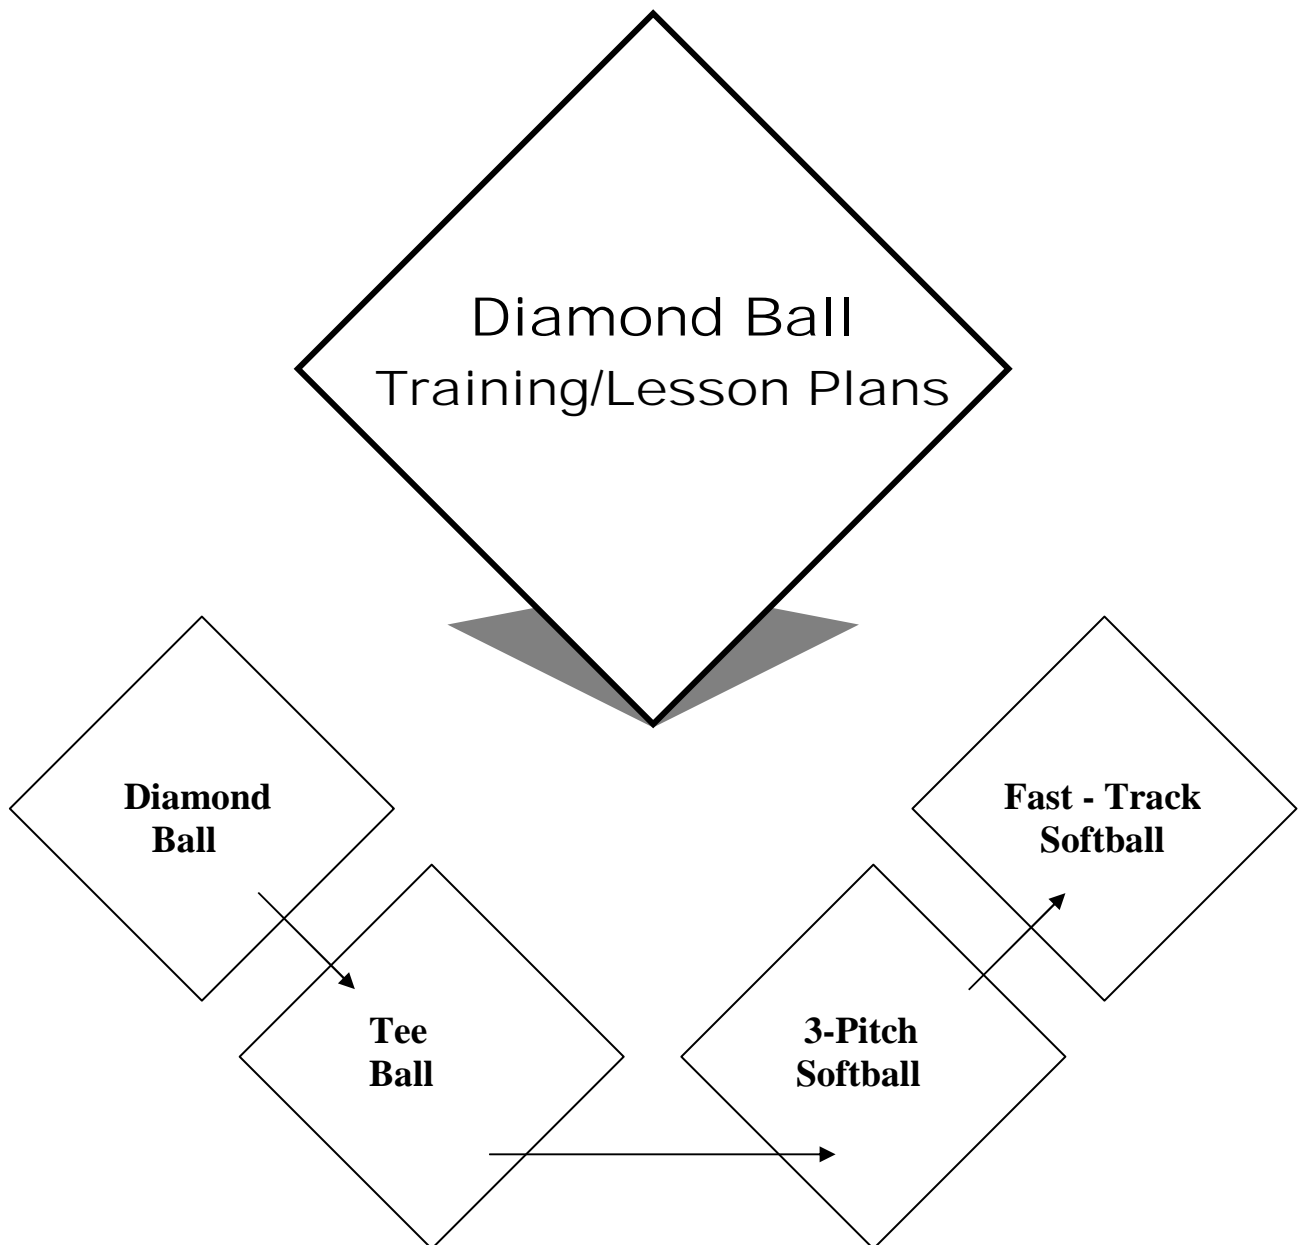 Diamond Ball
Training/Lesson Plans
Diamond
Ball
Tee
Ball
3-Pitch
Softball
Fast - Track
Softball